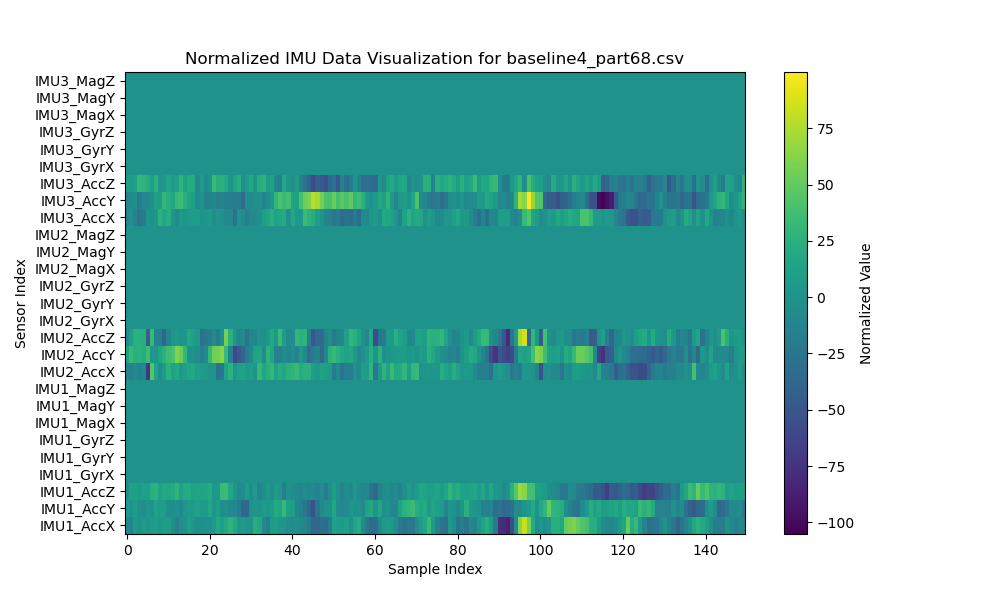 Normalized IMU Data Visualization for baseline4_part68.csv
IMU3_MagZ
IMU3_MagY
IMU3_MagX
IMU3_GyrZ
IMU3_GyrY
IMU3_GyrX
IMU3_AccZ
IMU3_AccY
IMU3_AccX
IMU2_MagZ
IMU2_MagY
IMU2_MagX
IMU2_GyrZ
IMU2_GyrY
IMU2_GyrX
IMU2_AccZ
IMU2_AccY
IMU2_AccX
IMU1_MagZ
IMU1_MagY
IMU1_MagX
IMU1_GyrZ
IMU1_GyrY
IMU1_GyrX
IMU1_AccZ
IMU1_AccY
IMU1_AccX
Sensor Index
0 20 40 60 80 100 120 140
Sample Index
75
50
25
0
−25
−50
−75
−100
Normalized Value